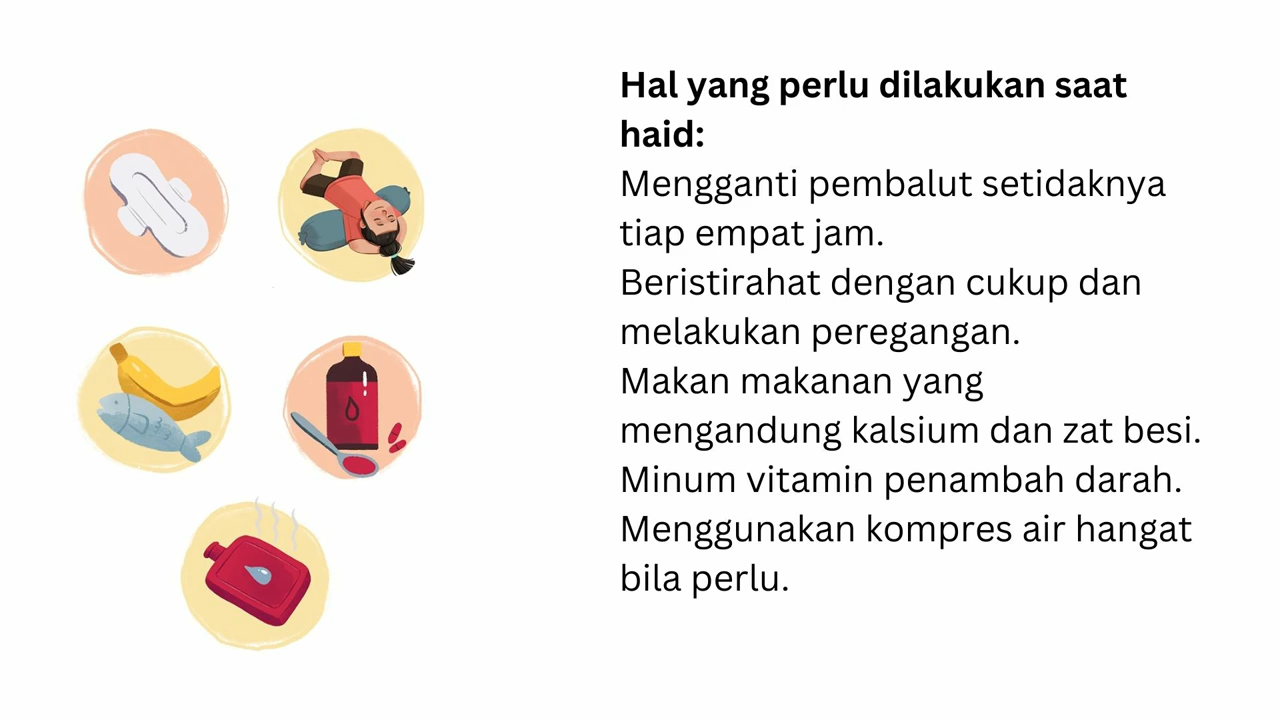 Hal yang perlu dilakukan saat
haid:
Mengganti pembalut setidaknya
tiap empat jam.
Beristirahat dengan cukup dan
melakukan peregangan.
Makan makanan yang
mengandung kalsium dan zat besi.
Minum vitamin penambah darah.
Menggunakan kompres air hangat
bila perlu.